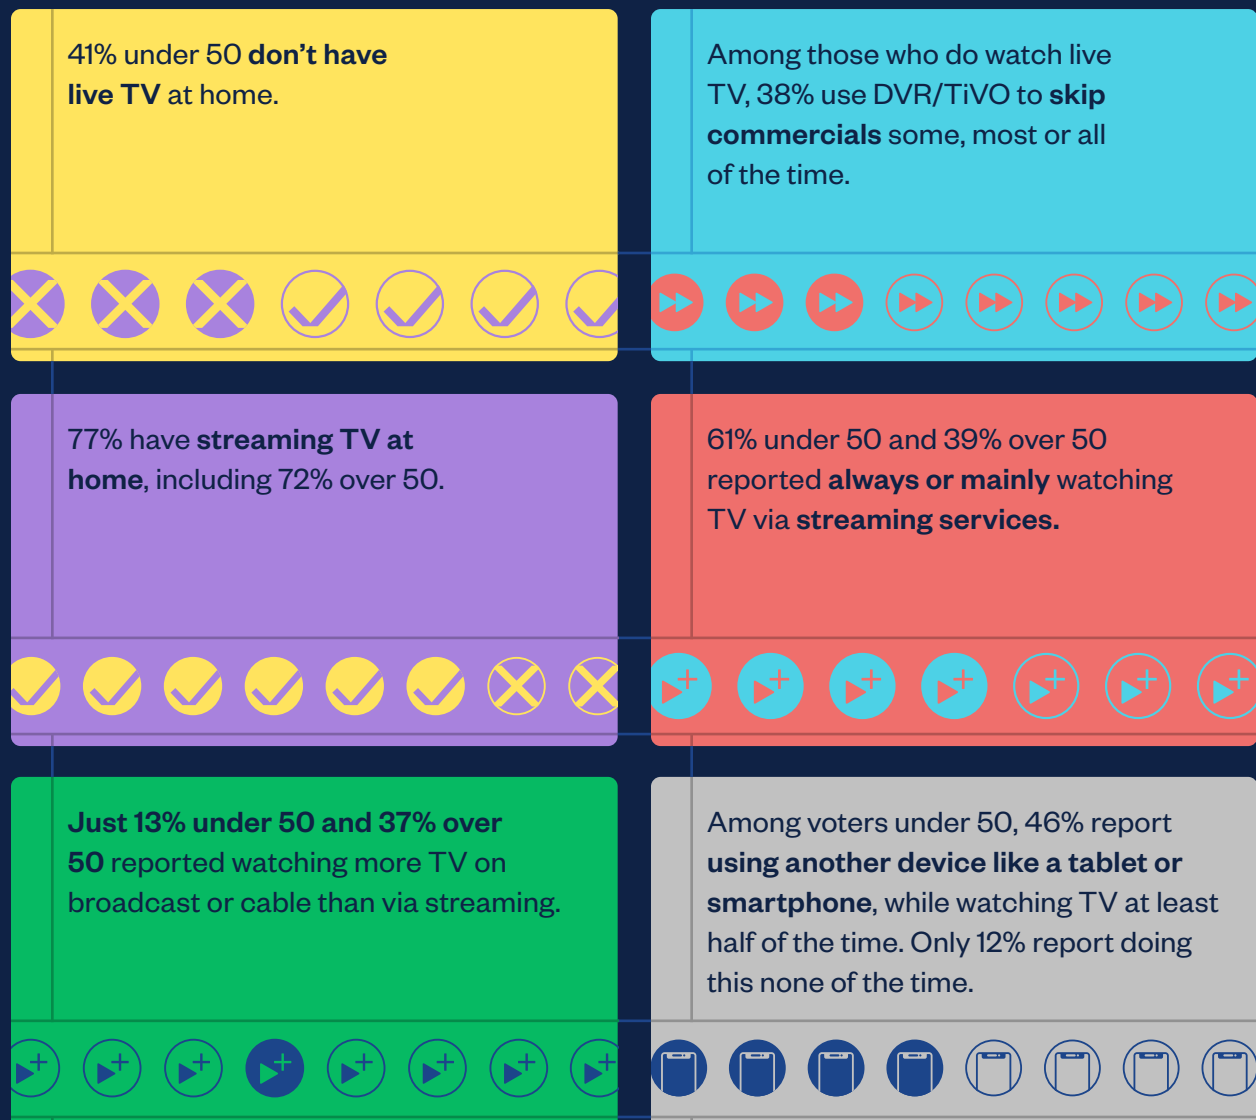 41% under 50 don't have
live TV at home.
Among those who do watch live
TV, 38% use DVR/TiVO to skip
commercials some, most or all
of the time.
77% have streaming TV at
home, including 72% over 50.
61% under 50 and 39% over 50
reported always or mainly watching
TV via streaming services.
Just 13% under 50 and 37% over
50 reported watching more TV on
broadcast or cable than via streaming.
Among voters under 50, 46% report
using another device like a tablet or
smartphone, while watching TV at least
half of the time. Only 12% report doing
this none of the time.